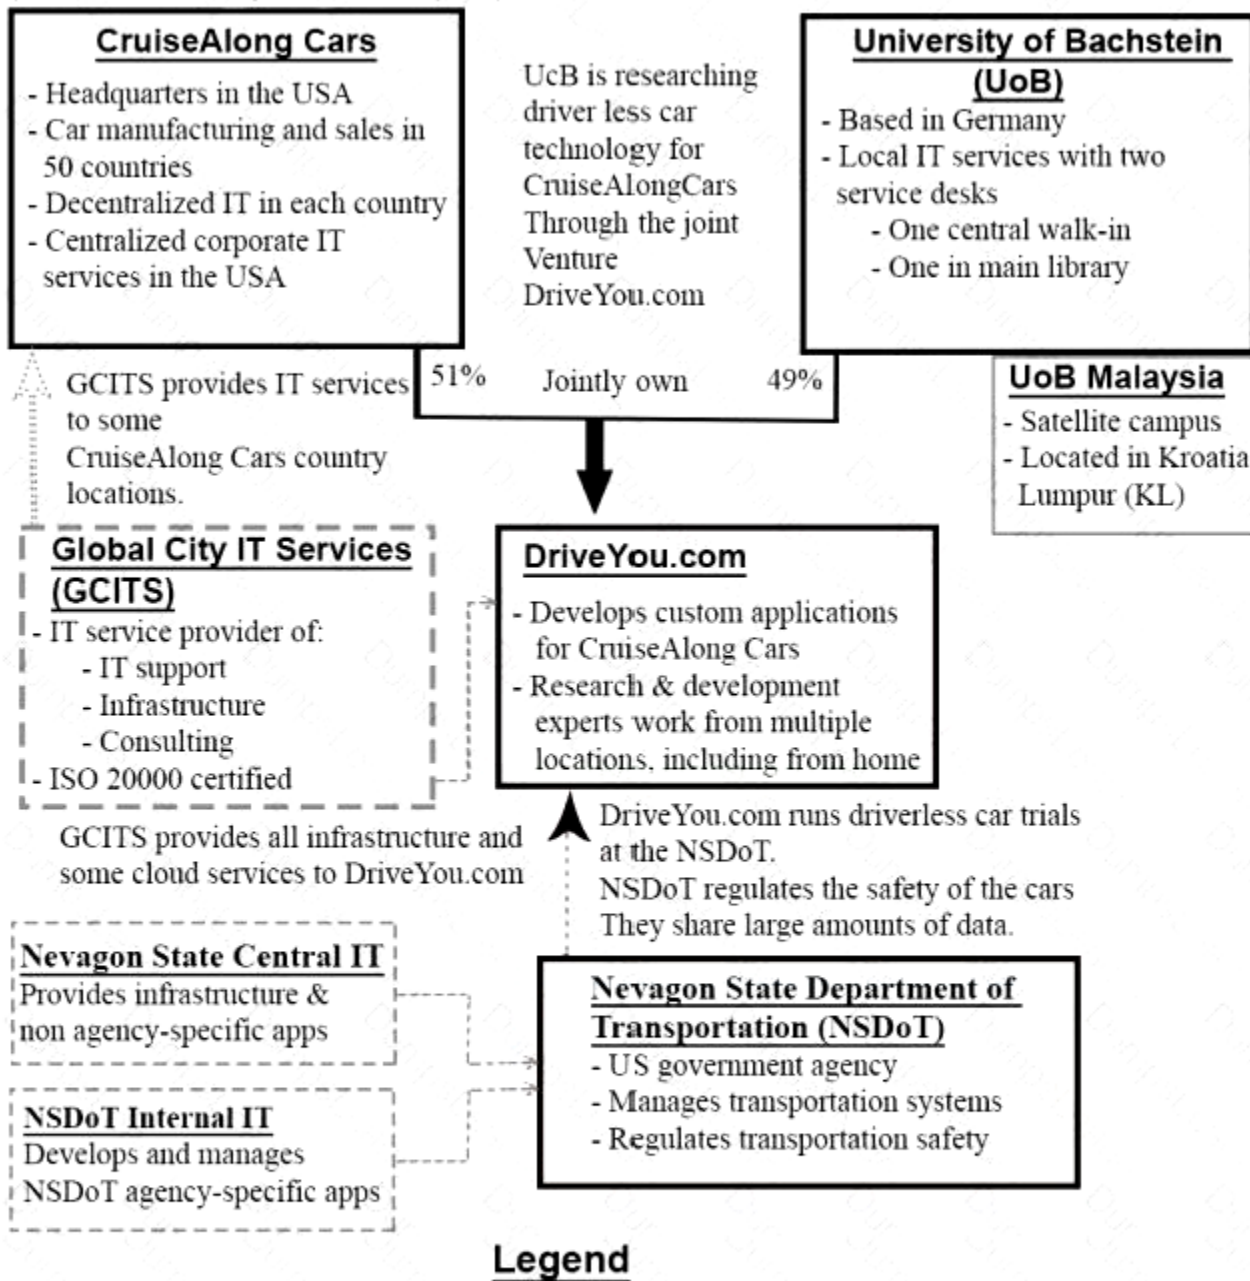 CruiseAlong Cars
- Headquarters in the USA
- Car manufacturing and sales in
50 countries
- Decentralized IT in each country
- Centralized corporate IT
services in the USA
UcB is researching
driver less car
technology for
CruiseAlongCars
Through the joint
Venture
DriveYou.com
University of Bachstein
(UoB)
- Based in Germany
- Local IT services with two
service desks
- One central walk-in
- One in main library
51%
Jointly own
49%
UoB Malaysia
- Satellite campus
- Located in Kroatia
Lumpur (KL)
GCITS provides IT services
to some
CruiseAlong Cars country
locations.
Global City IT Services
(GCITS)
- IT service provider of:
- IT support
- Infrastructure
- Consulting
- ISO 20000 certified
DriveYou.com
- Develops custom applications
for CruiseAlong Cars
- Research & development
experts work from multiple
locations, including from home
GCITS provides all infrastructure and
some cloud services to DriveYou.com
DriveYou.com runs driverless car trials
at the NSDoT.
NSDoT regulates the safety of the cars
They share large amounts of data.
Nevagon State Central IT
Provides infrastructure &
non agency-specific apps
NSDoT Internal IT
Develops and manages
NSDoT agency-specific apps
Nevagon State Department of
Transportation (NSDoT)
- US government agency
- Manages transportation systems
- Regulates transportation safety
Legend